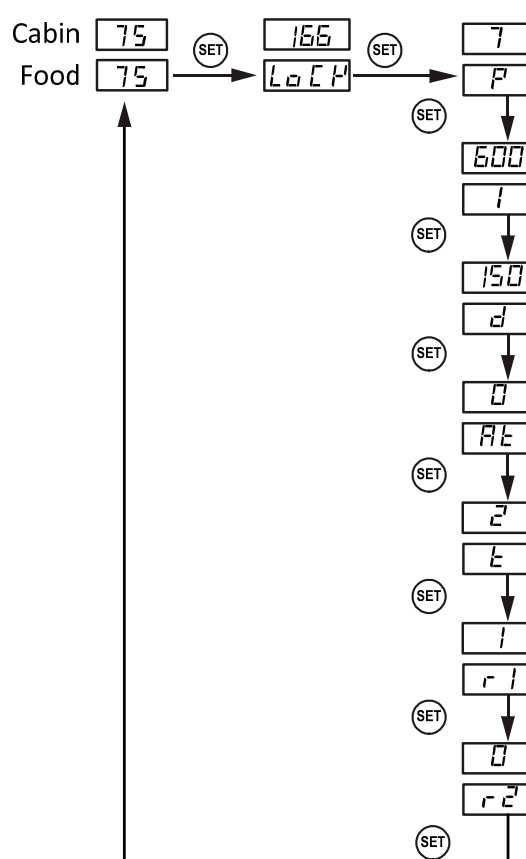 Cabin 75 SET 166 SET 7
Food 75 LoCK P
SET
600
I
SET
150
d
SET
0
At
SET
2
t
SET
1
r1
SET
0
r2
SET